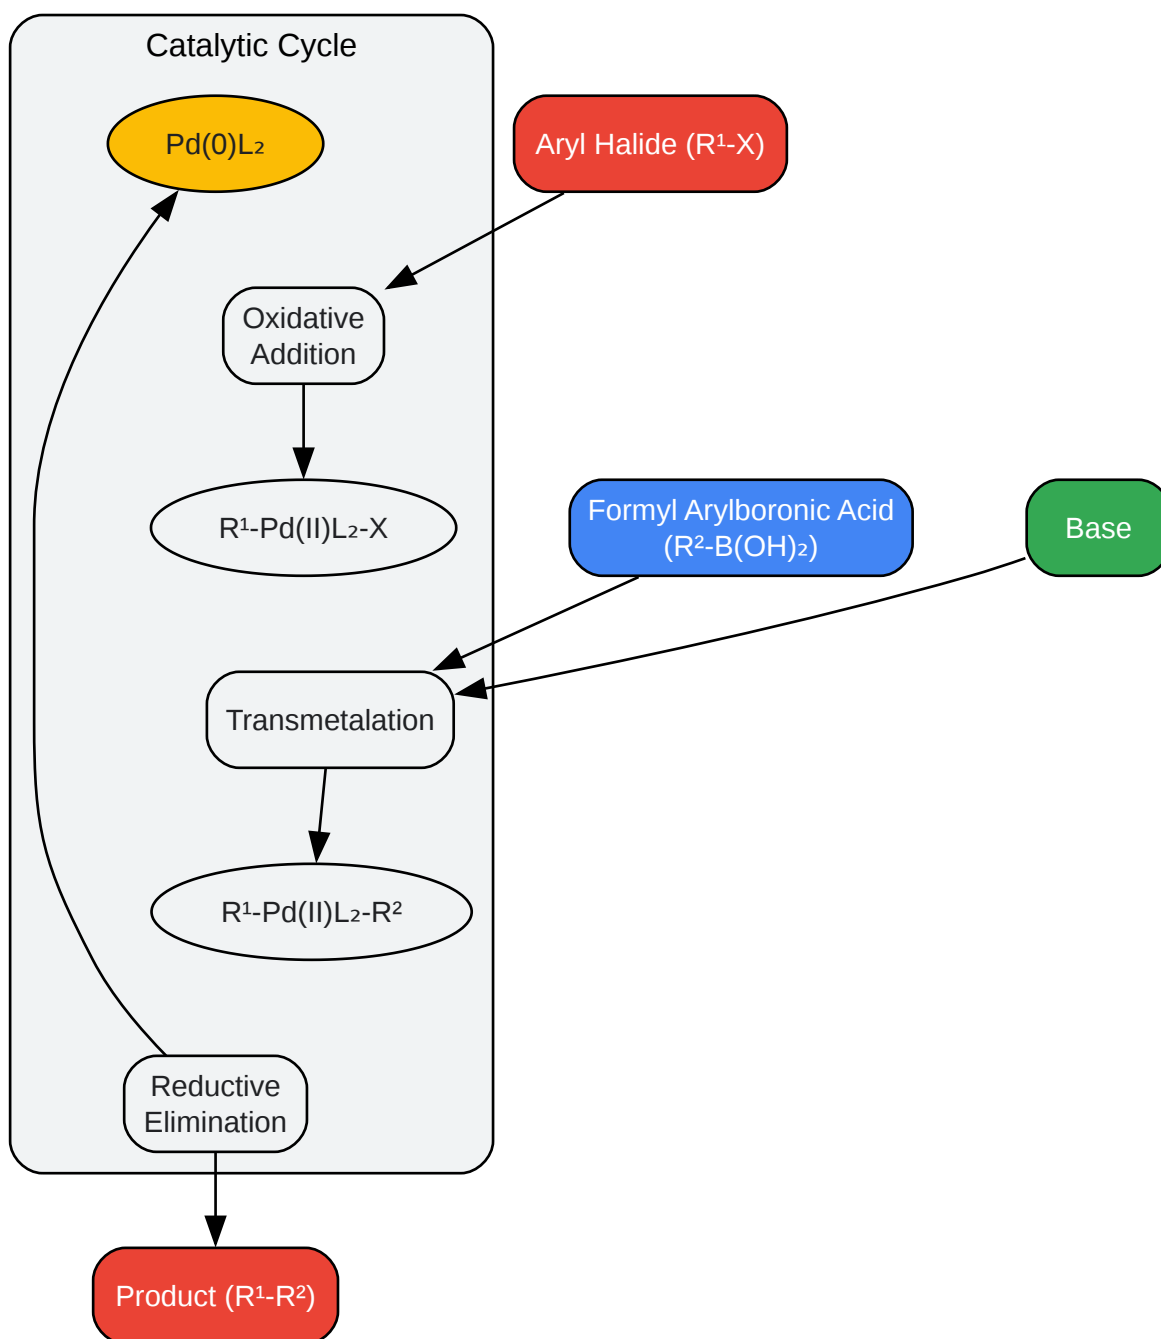 Catalytic Cycle
Pd(0)L₂
Aryl Halide (R¹-X)
Oxidative
Addition
R¹-Pd(II)L₂-X
Formyl Arylboronic Acid
(R²-B(OH)₂)
Base
Transmetalation
R¹-Pd(II)L₂-R²
Reductive
Elimination
Product (R¹-R²)